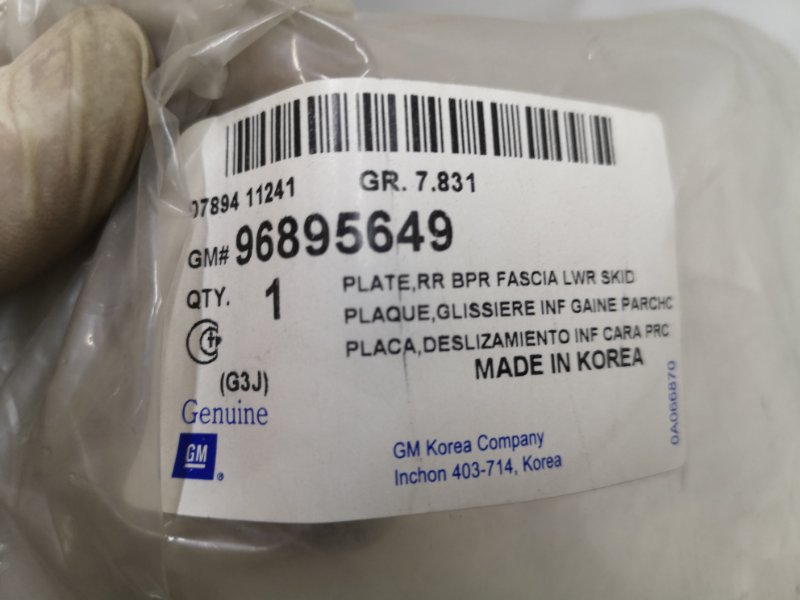 07894 11241
GR. 7.831
GM# 96895649
QTY. 1
PLATE,RR BPR FASCIA LWR SKID
PLAQUE,GLISSIERE INF GAINE PARCHC
PLACA,DESLIZAMIENTO INF CARA PRC
MADE IN KOREA
(G3J)
Genuine
GM
GM Korea Company
Inchon 403-714, Korea
0A066870